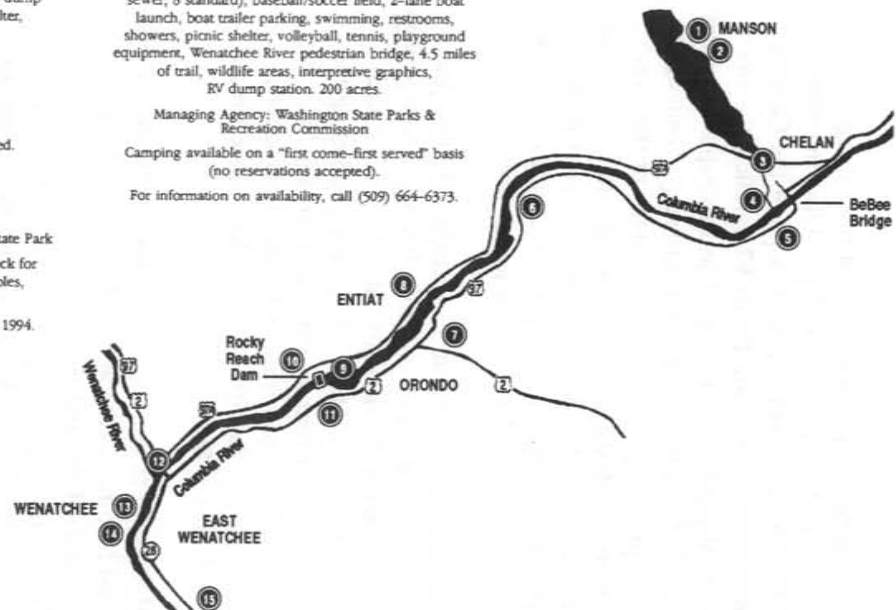 dump
lter,
ed.
tate Park
ck for
bles,
1994.
sewer, 8 standard), baseball/soccer field, 2-lane boat
launch, boat trailer parking, swimming, restrooms,
showers, picnic shelter, volleyball, tennis, playground
equipment, Wenatchee River pedestrian bridge, 4.5 miles
of trail, wildlife areas, interpretive graphics,
RV dump station. 200 acres.
Managing Agency: Washington State Parks &
Recreation Commission
Camping available on a "first come-first served" basis
(no reservations accepted).
For information on availability, call (509) 664-6373.
1
MANSON
2
CHELAN
3
4
Columbia River
BeBee
Bridge
5
6
8
97
ENTIAT
7
Rocky
Reach
Dam
10
9
2
ORONDO
2
11
97
2
Wenatchee River
12
Columbia River
WENATCHEE
13
14
EAST
WENATCHEE
28
15